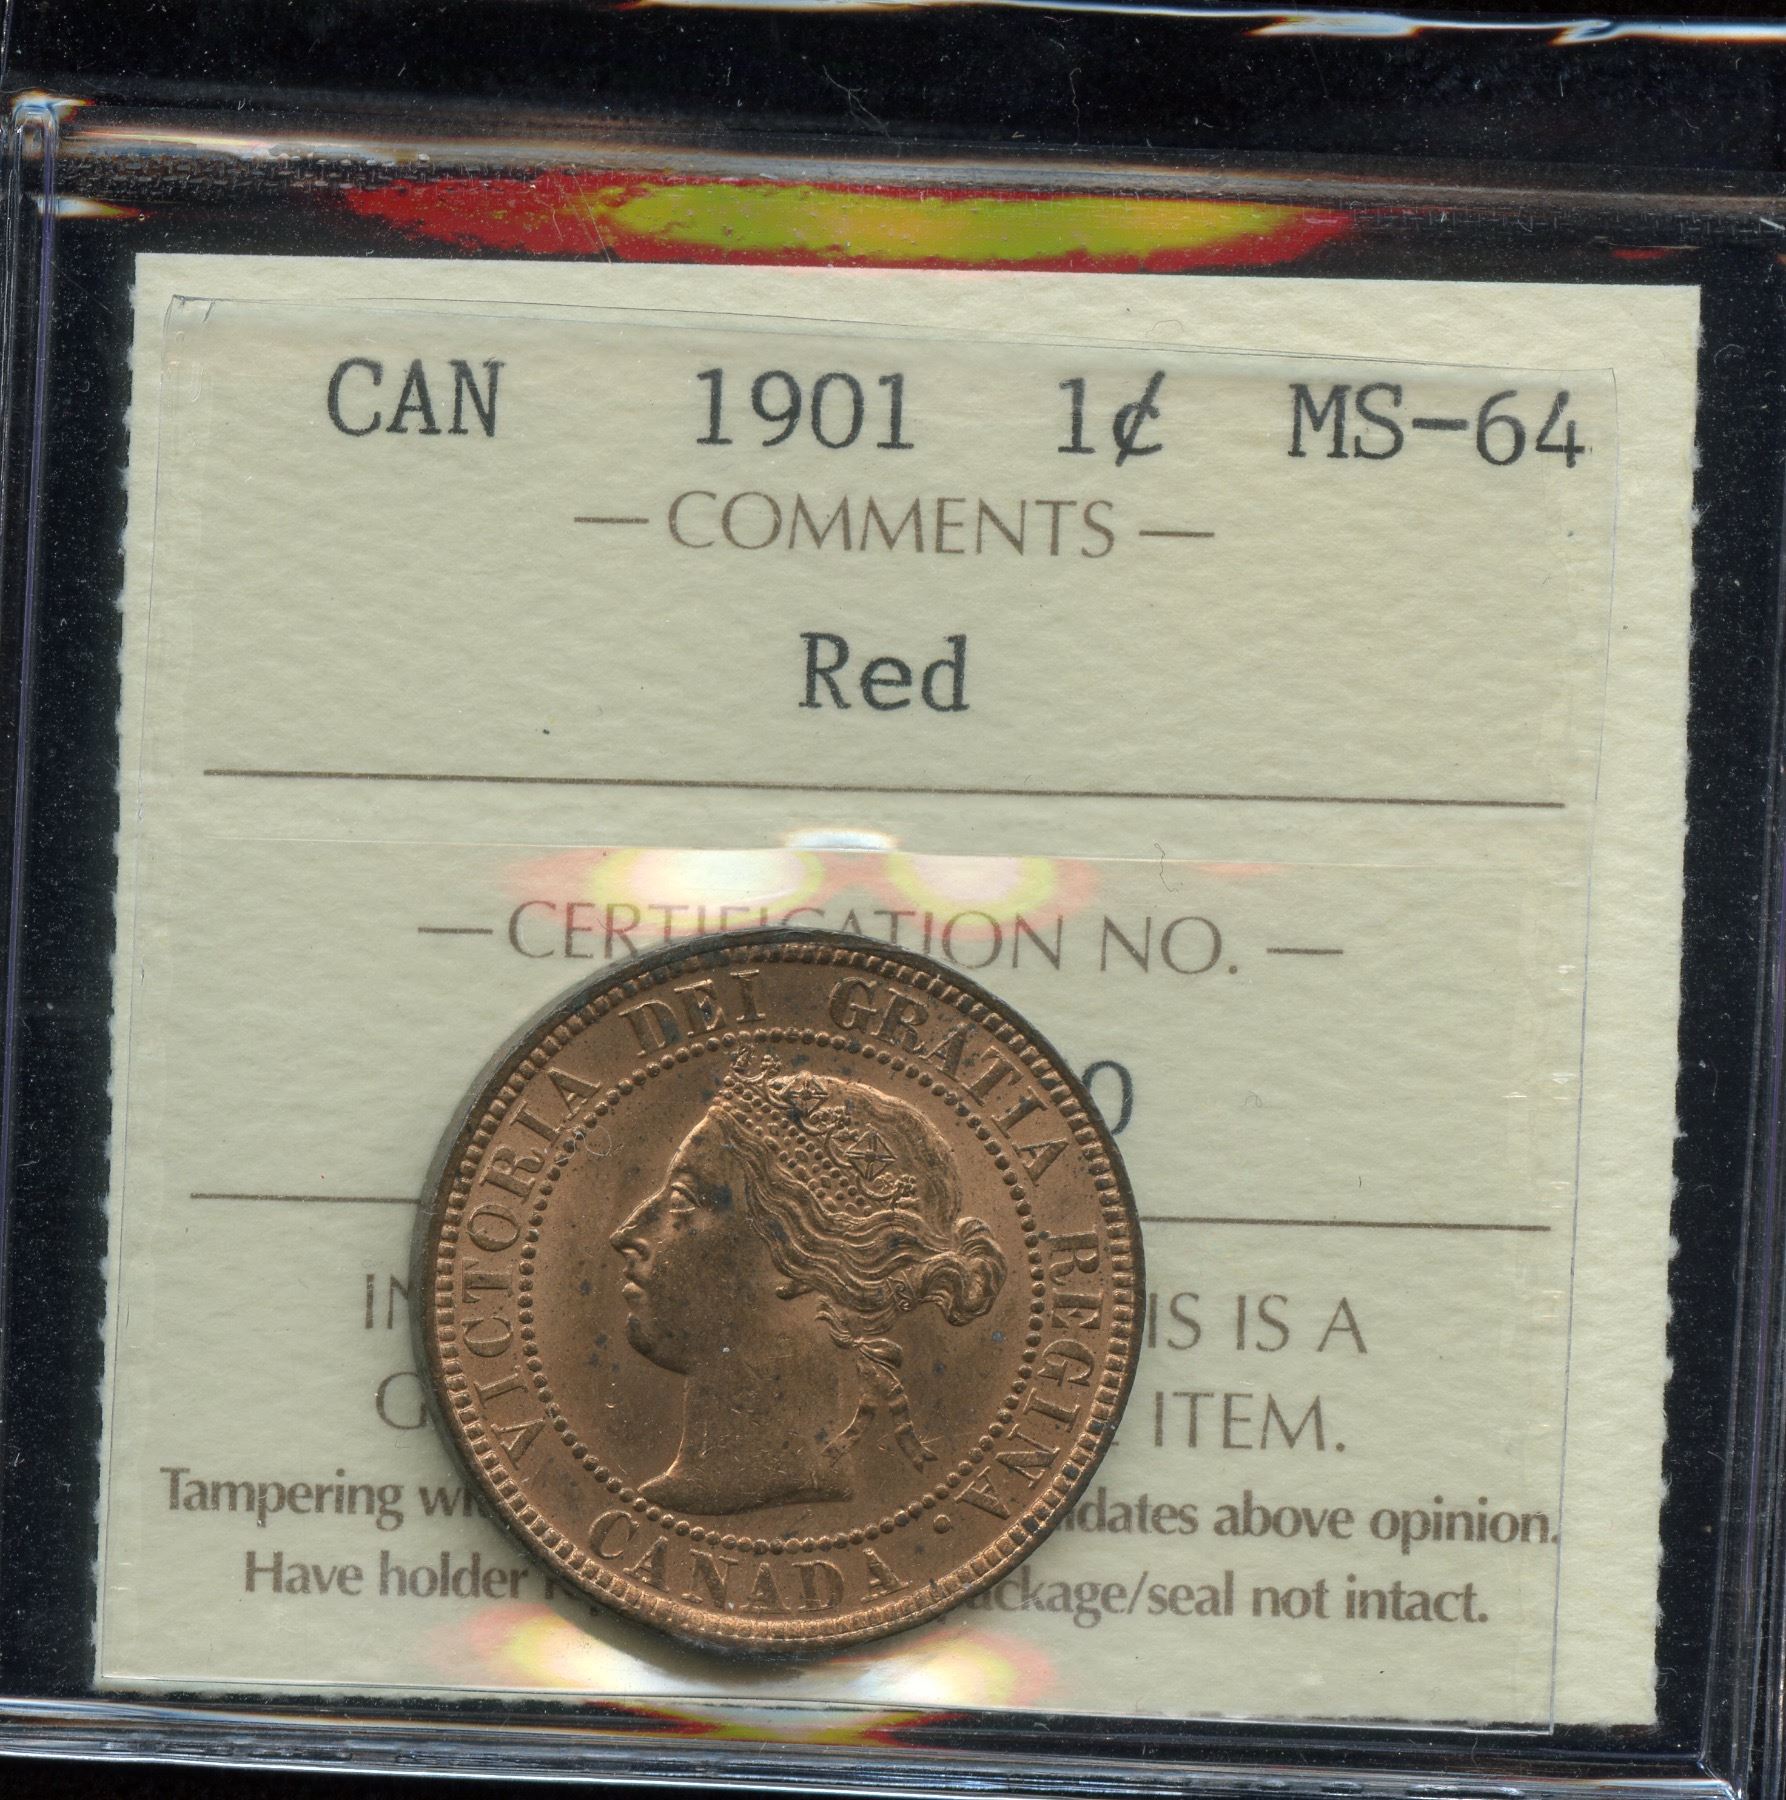 CAN 1901 1¢ MS-64
— COMMENTS —
Red
— CERTIFICATION NO. —
VICTORIA DEI GRATIA REGINA.
CANADA
IS IS A
ITEM.
Tampering above opinion.
Have holder package/seal not intact.